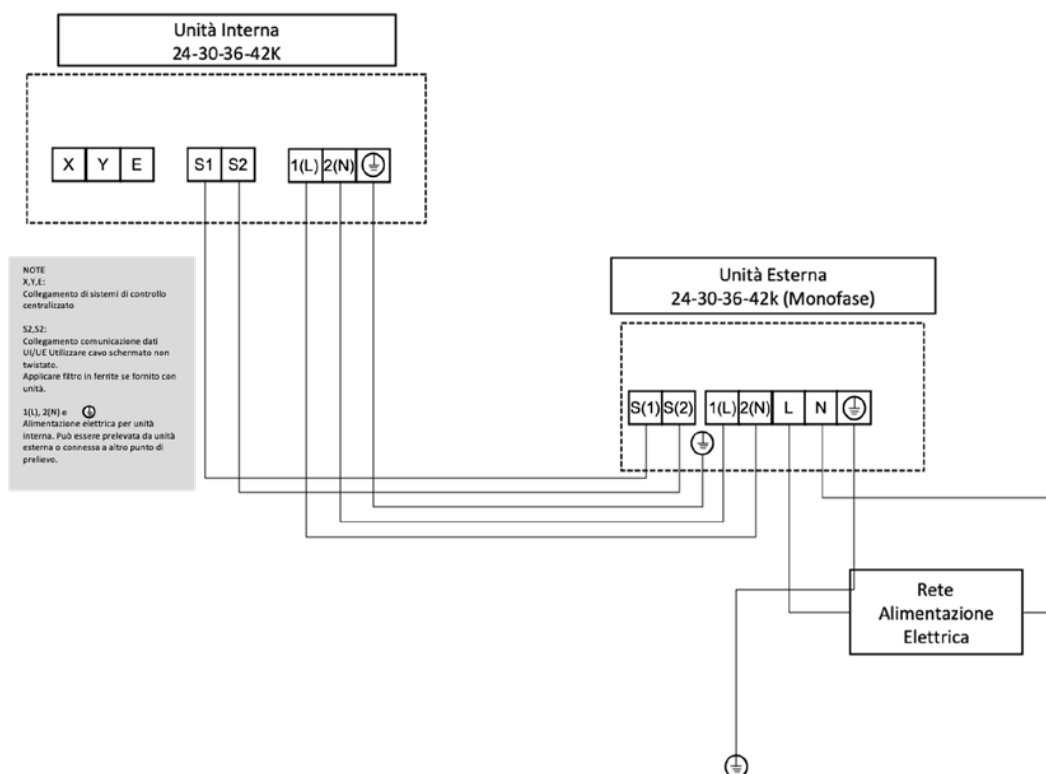 Unità Interna
24-30-36-42K
X Y E S1 S2 1(L) 2(N)
NOTE
X,Y,E:
Collegamento di sistemi di controllo
centralizzato
S2,S2:
Collegamento comunicazione dati
UI/UE Utilizzare cavo schermato non
twistato.
Applicare filtro in ferrite se fornito con
unità.
1(L), 2(N) e
Alimentazione elettrica per unità
interna. Può essere prelevata da unità
esterna o connessa a altro punto di
prelievo.
Unità Esterna
24-30-36-42k (Monofase)
S(1) S(2) 1(L) 2(N) L N
Rete
Alimentazione
Elettrica